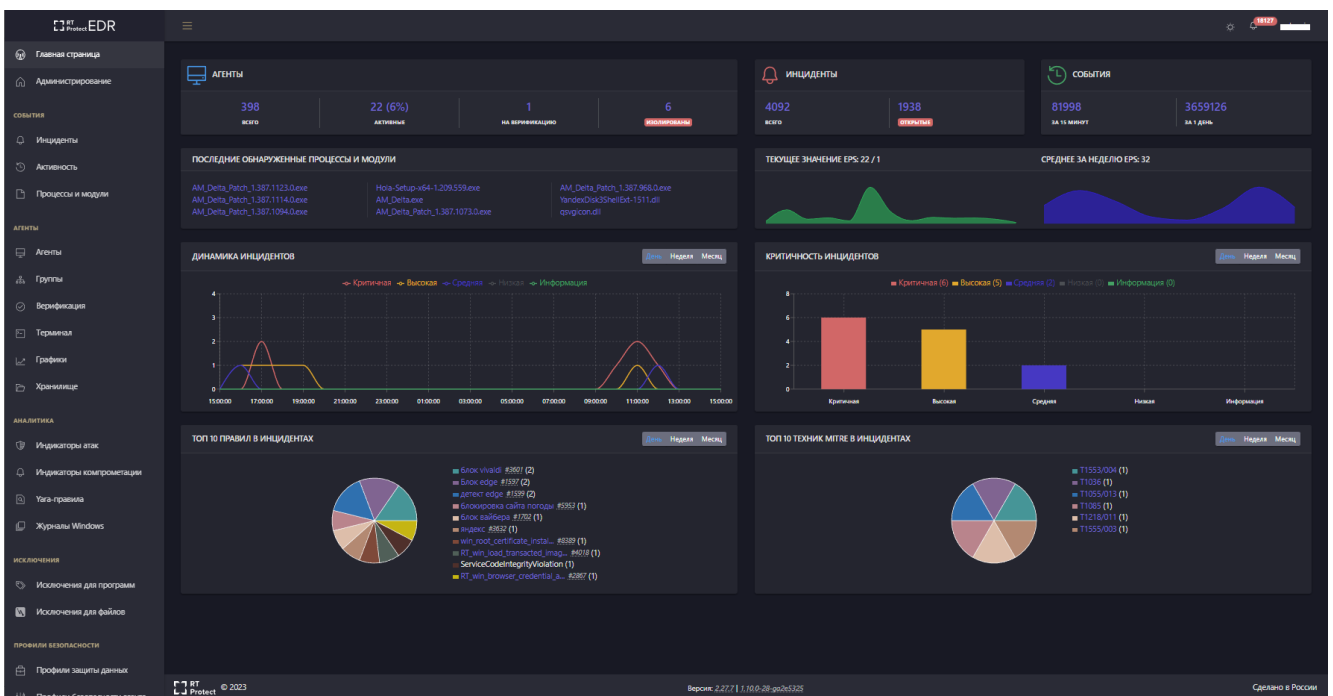 RT Protect EDR
18127
Главная страница
Администрирование
СОБЫТИЯ
Инциденты
Активность
Процессы и модули
АГЕНТЫ
Агенты
Группы
Верификация
Терминал
Графики
Хранилище
АНАЛИТИКА
Индикаторы атак
Индикаторы компрометации
Yara-правила
Журналы Windows
ИСКЛЮЧЕНИЯ
Исключения для программ
Исключения для файлов
ПРОФИЛИ БЕЗОПАСНОСТИ
Профили защиты данных
АГЕНТЫ
398 22 (6%) 1 6
ВСЕГО АКТИВНЫЕ НА ВЕРИФИКАЦИЮ ИЗОЛИРОВАНЫ
ИНЦИДЕНТЫ
4092 1938
ВСЕГО ОТКРЫТЫЕ
СОБЫТИЯ
81998 3659126
ЗА 15 МИНУТ ЗА 1 ДЕНЬ
ПОСЛЕДНИЕ ОБНАРУЖЕННЫЕ ПРОЦЕССЫ И МОДУЛИ
AM_Delta_Patch_1.387.1123.0.exe Hola-Setup-x64-1.209.559.exe AM_Delta_Patch_1.387.968.0.exe
AM_Delta_Patch_1.387.1114.0.exe AM_Delta.exe YandexDisk3ShellExt-1511.dll
AM_Delta_Patch_1.387.1094.0.exe AM_Delta_Patch_1.387.1073.0.exe qsvgicon.dll
ТЕКУЩЕЕ ЗНАЧЕНИЕ EPS: 22 / 1 СРЕДНЕЕ ЗА НЕДЕЛЮ EPS: 32
ДИНАМИКА ИНЦИДЕНТОВ День Неделя Месяц
Критичная Высокая Средняя Низкая Информация
4
3
2
1
0
15:00:00 17:00:00 19:00:00 21:00:00 23:00:00 01:00:00 03:00:00 05:00:00 07:00:00 09:00:00 11:00:00 13:00:00 15:00:00
КРИТИЧНОСТЬ ИНЦИДЕНТОВ День Неделя Месяц
Критичная (6) Высокая (5) Средняя (2) Низкая (0) Информация (0)
8
6
4
2
0
Критичная Высокая Средняя Низкая Информация
ТОП 10 ПРАВИЛ В ИНЦИДЕНТАХ День Неделя Месяц
Блок vivaldi #3601 (2)
Блок edge #1597 (2)
детект edge #1599 (2)
Блокировка сайта погоды #5953 (1)
Блок вайбера #1702 (1)
яндекс #3632 (1)
win_root_certificate_instal... #8389 (1)
RT_win_load_transacted_imag... #4018 (1)
ServiceCodeIntegrityViolation (1)
RT_win_browser_credential_a... #2867 (1)
ТОП 10 ТЕХНИК MITRE В ИНЦИДЕНТАХ День Неделя Месяц
T1553/004 (1)
T1036 (1)
T1055/013 (1)
T1085 (1)
T1218/011 (1)
T1555/003 (1)
RT Protect © 2023
Версия: 2.27.7 | 1.10.0-28-ga2e5325
Сделано в России